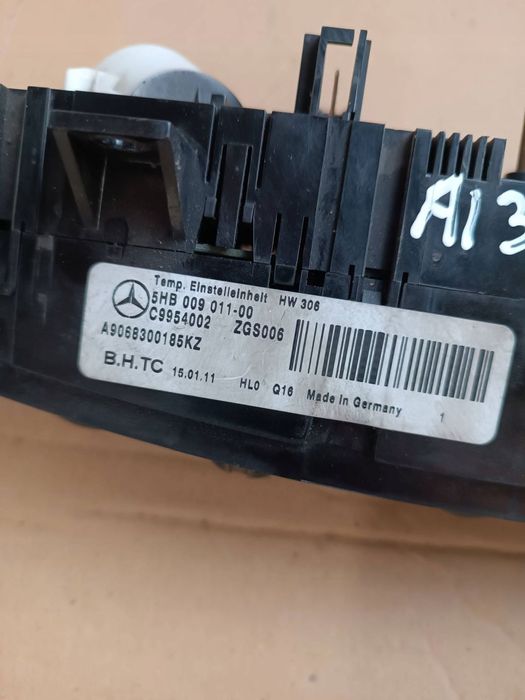 A13
Temp. Einstelleinheit HW 306
5HB 009 011-00
C9954002 ZGS006
A9068300185KZ
B.H.TC 15.01.11 HL0 Q16 Made in Germany 1